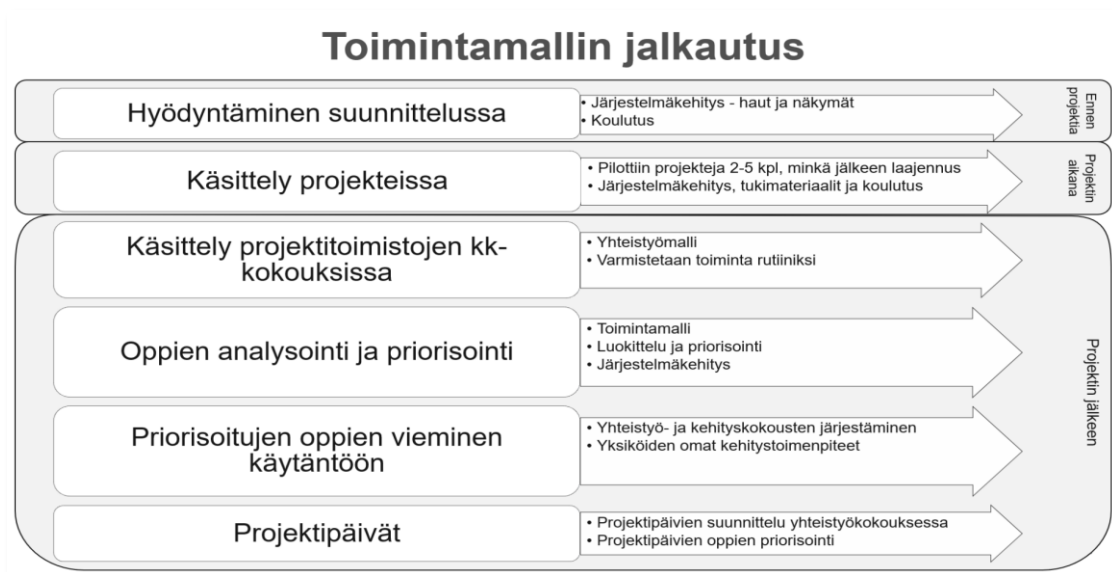 Toimintamallin jalkautus
Hyödyntäminen suunnittelussa
• Järjestelmäkehitys - haut ja näkymät
• Koulutus
Ennen
projektia
Käsittely projekteissa
• Pilottiin projekteja 2-5 kpl, minkä jälkeen laajennus
• Järjestelmäkehitys, tukimateriaalit ja koulutus
Projektin
aikana
Käsittely projektitoimistojen kk-
kokouksissa
• Yhteistyömalli
• Varmistetaan toiminta rutiiniksi
Oppien analysointi ja priorisointi
• Toimintamalli
• Luokittelu ja priorisointi
• Järjestelmäkehitys
Priorisoitujen oppien vieminen
käytäntöön
• Yhteistyö- ja kehityskokousten järjestäminen
• Yksiköiden omat kehitystoimenpiteet
Projektipäivät
• Projektipäivien suunnittelu yhteistyökokouksessa
• Projektipäivien oppien priorisointi
Projektin jälkeen